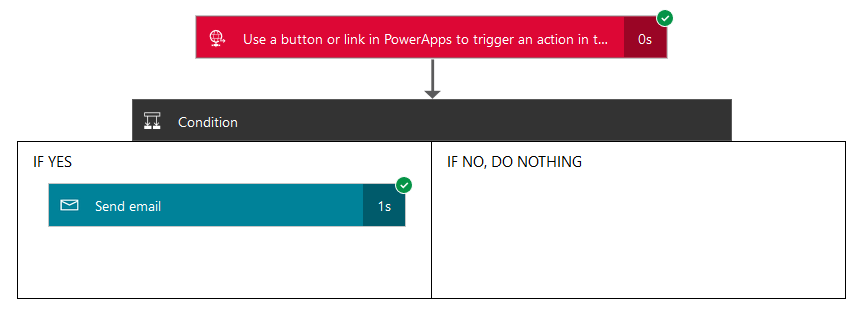 Use a button or link in PowerApps to trigger an action in t... 0s
Condition
IF YES
IF NO, DO NOTHING
Send email 1s